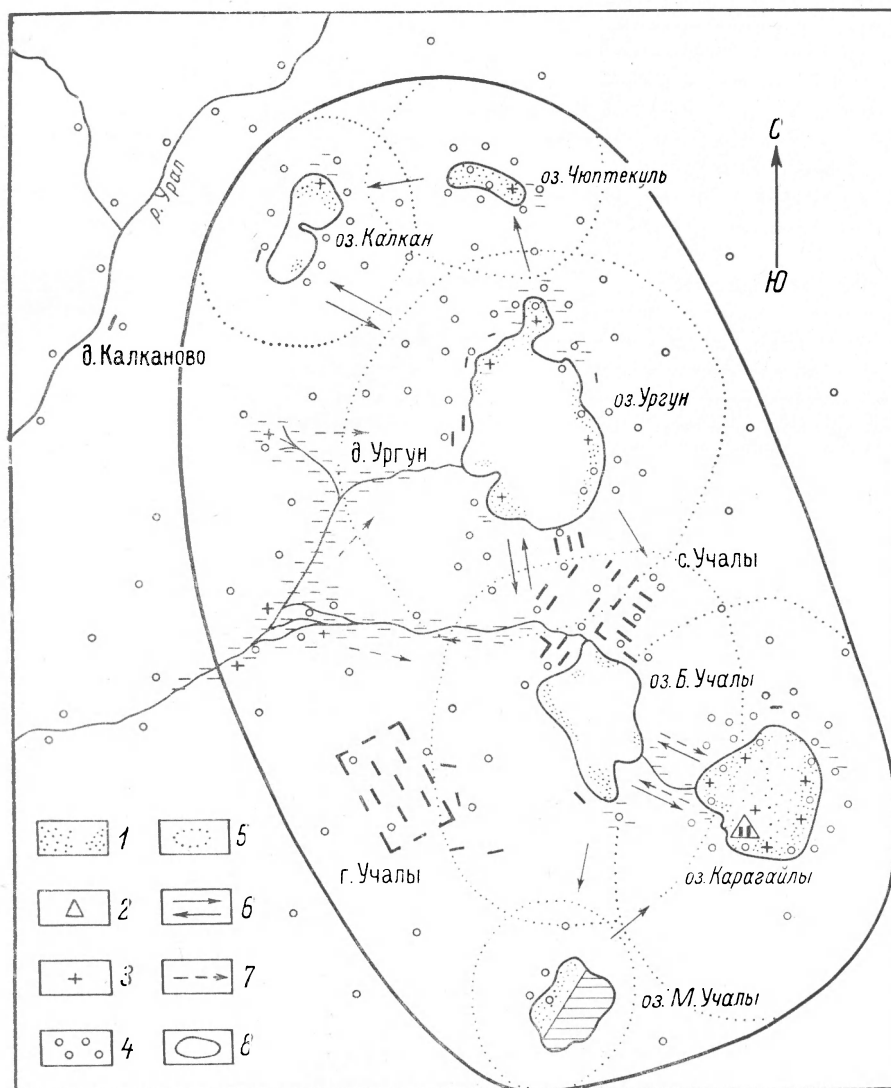 С
р. Урал
оз. Чюптекиль
оз. Калкан
Ю
д. Калканово
оз. Ургун
д. Ургун
с. Учалы
оз. Б. Учалы
г. Учалы
оз. Карагайлы
оз. М. Учалы
1
5
2
6
3
7
4
8